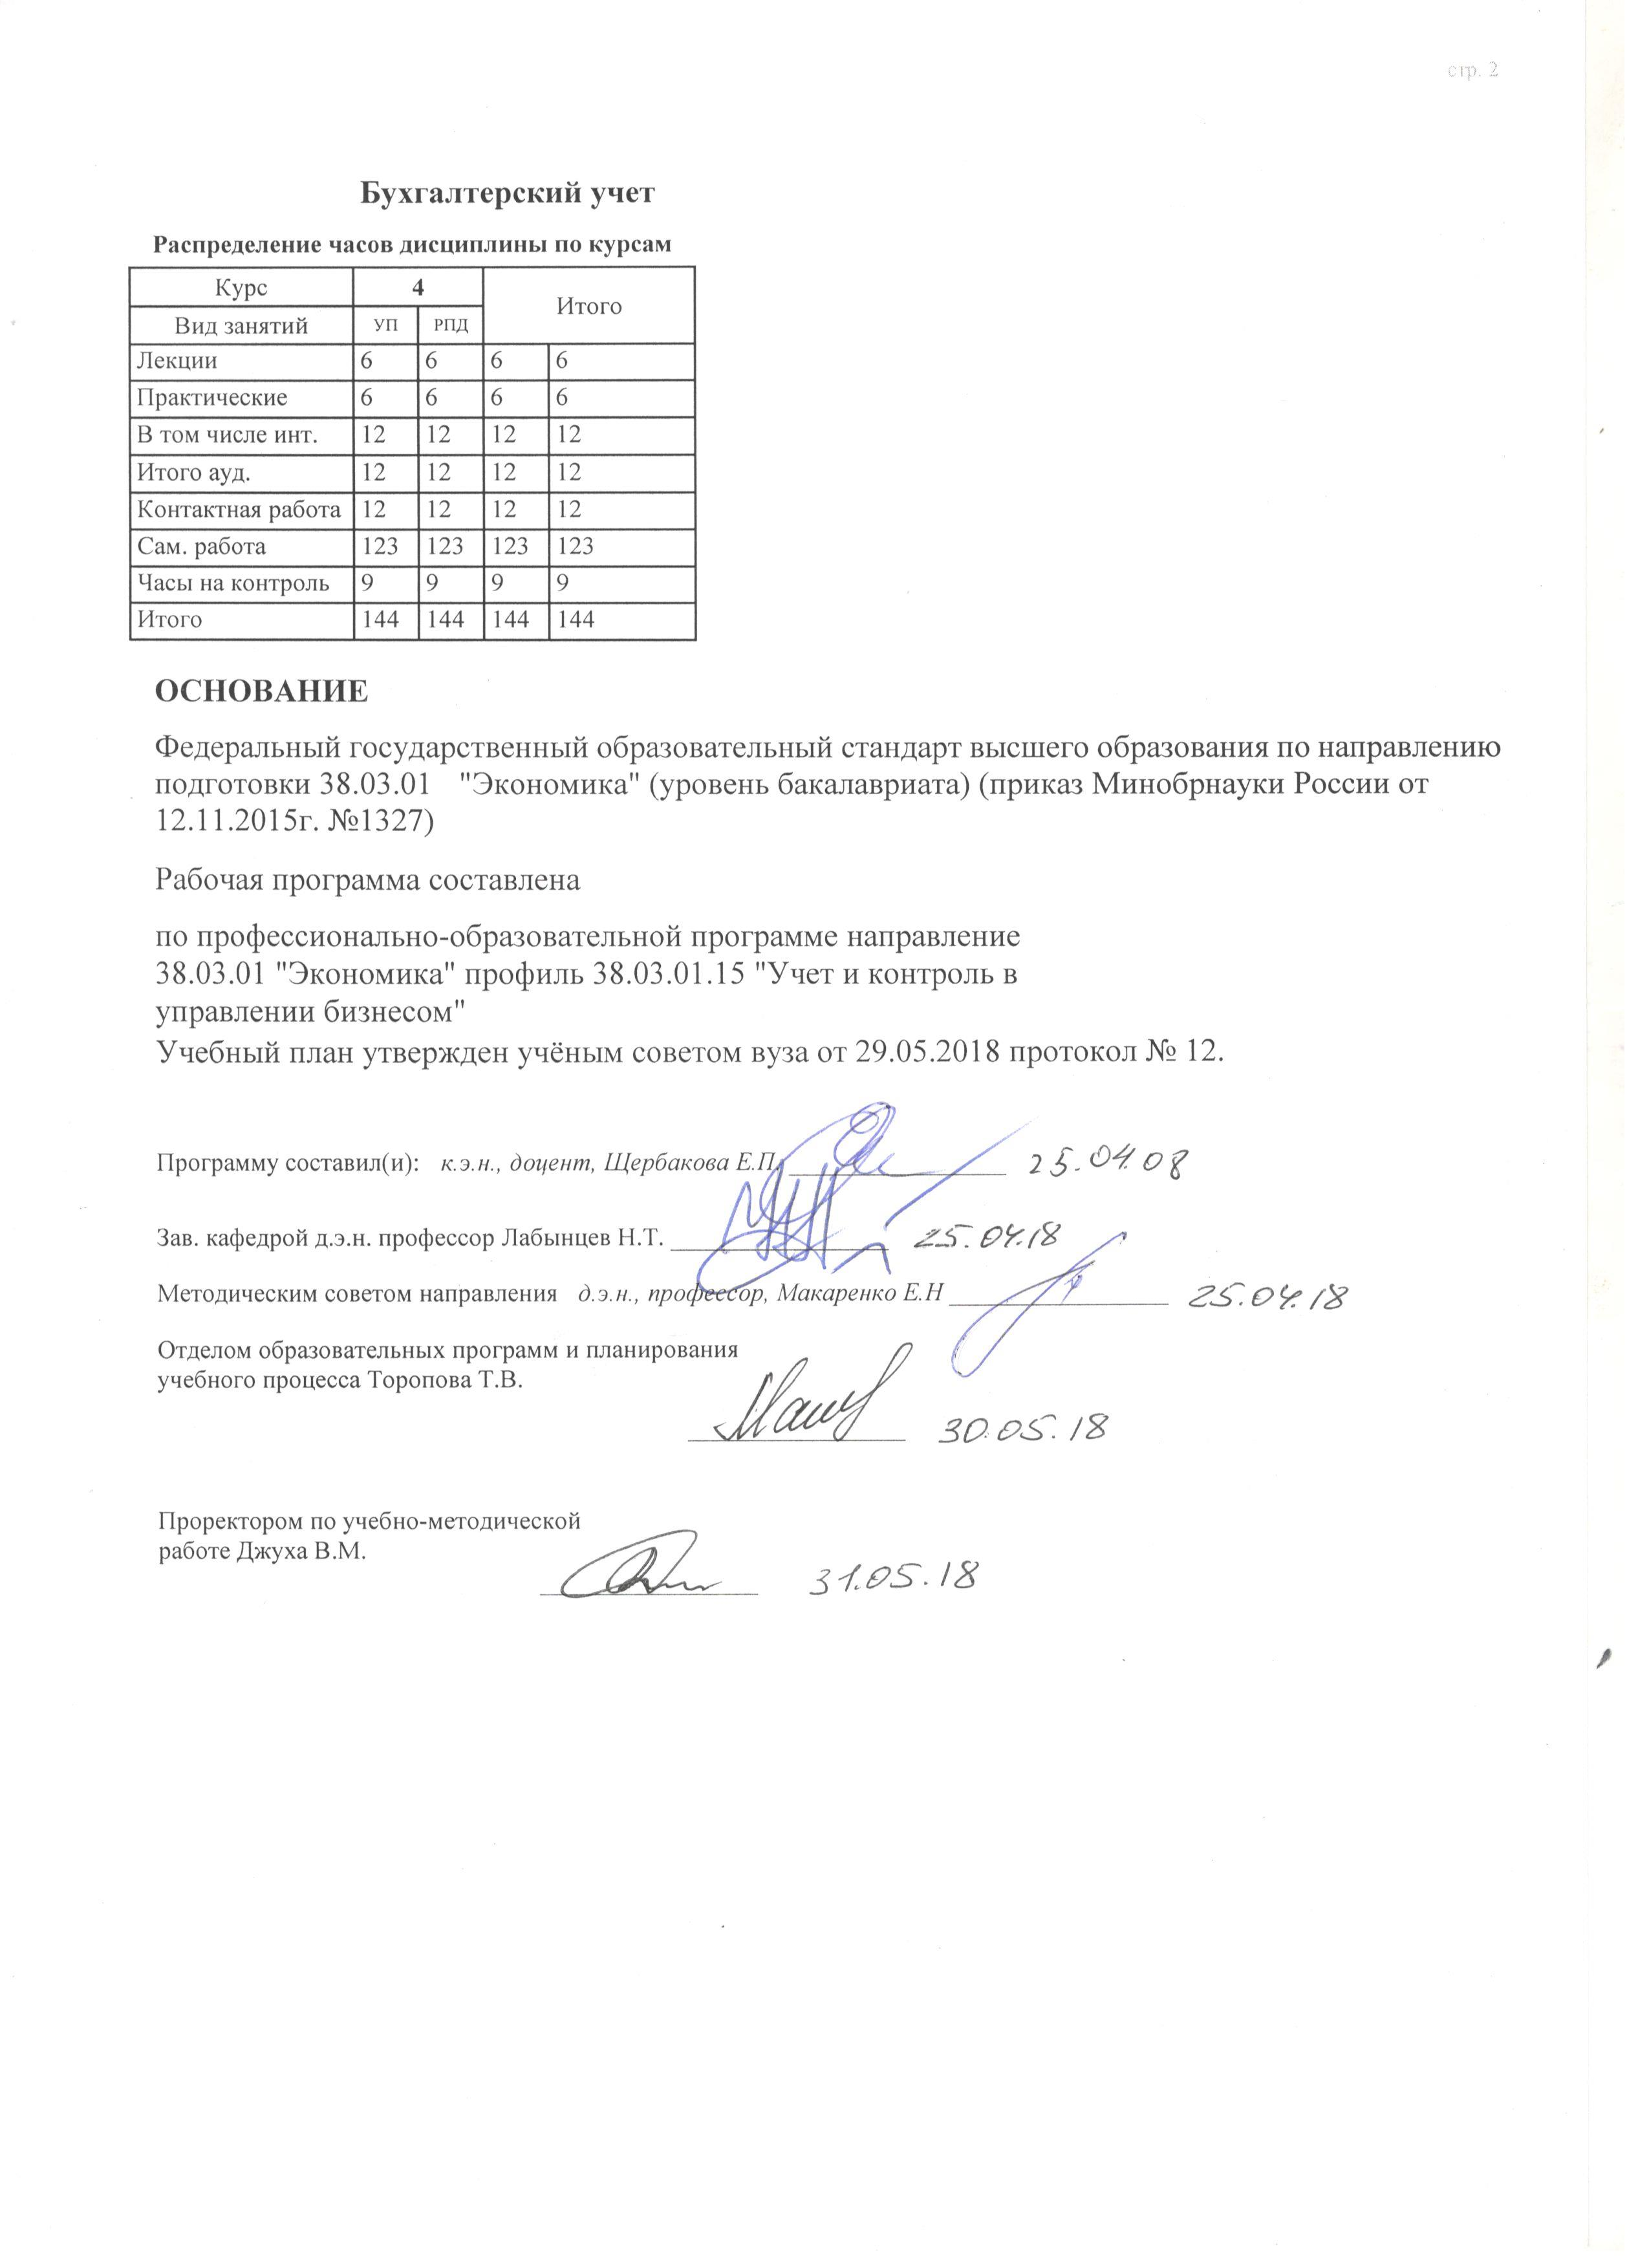 стр. 2
Бухгалтерский учет
Распределение часов дисциплины по курсам
Курс 4 Итого
Вид занятий УП РПД
Лекции 6 6 6 6
Практические 6 6 6 6
В том числе инт. 12 12 12 12
Итого ауд. 12 12 12 12
Контактная работа 12 12 12 12
Сам. работа 123 123 123 123
Часы на контроль 9 9 9 9
Итого 144 144 144 144
ОСНОВАНИЕ
Федеральный государственный образовательный стандарт высшего образования по направлению
подготовки 38.03.01 "Экономика" (уровень бакалавриата) (приказ Минобрнауки России от
12.11.2015г. №1327)
Рабочая программа составлена
по профессионально-образовательной программе направление
38.03.01 "Экономика" профиль 38.03.01.15 "Учет и контроль в
управлении бизнесом"
Учебный план утвержден учёным советом вуза от 29.05.2018 протокол № 12.
Программу составил(и): к.э.н., доцент, Щербакова Е.П. 25.04.08
Зав. кафедрой д.э.н. профессор Лабынцев Н.Т. 25.04.18
Методическим советом направления д.э.н., профессор, Макаренко Е.Н 25.04.18
Отделом образовательных программ и планирования
учебного процесса Торопова Т.В.
30.05.18
Проректором по учебно-методической
работе Джуха В.М.
31.05.18